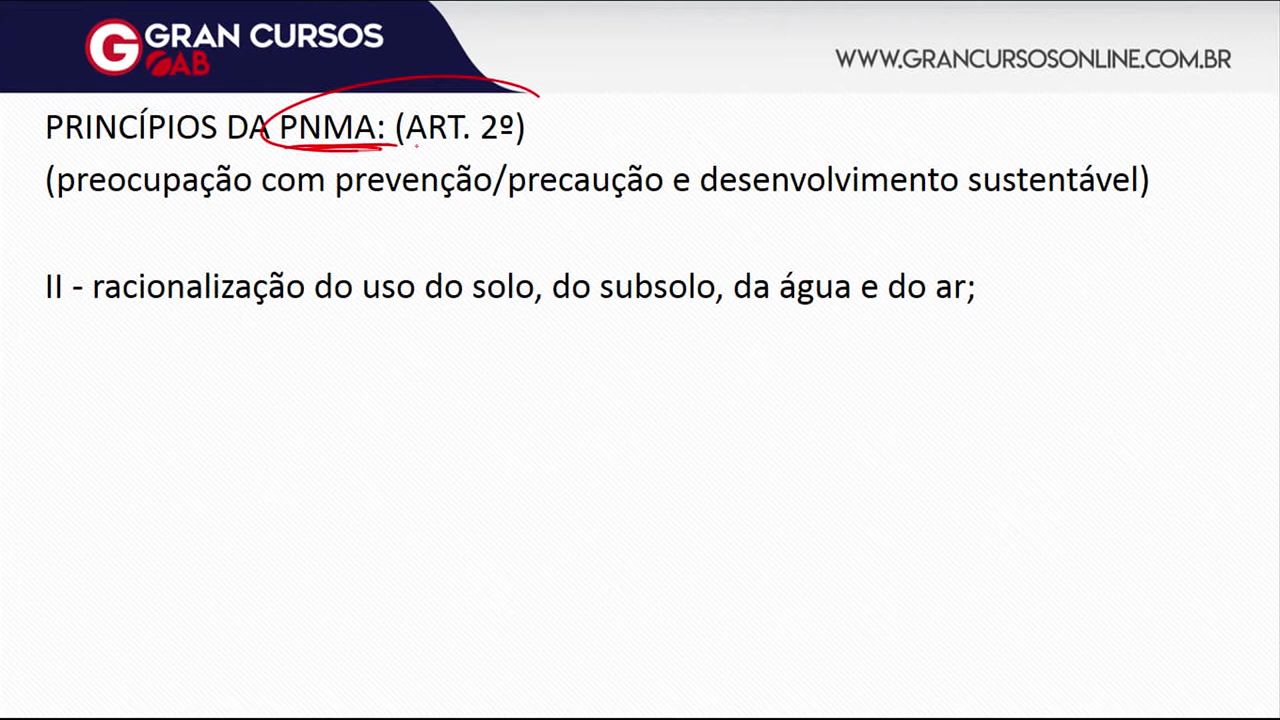 GRAN CURSOS
OAB
WWW.GRANCURSOSONLINE.COM.BR
PRINCÍPIOS DA PNMA: (ART. 2º)
(preocupação com prevenção/precaução e desenvolvimento sustentável)
II - racionalização do uso do solo, do subsolo, da água e do ar;